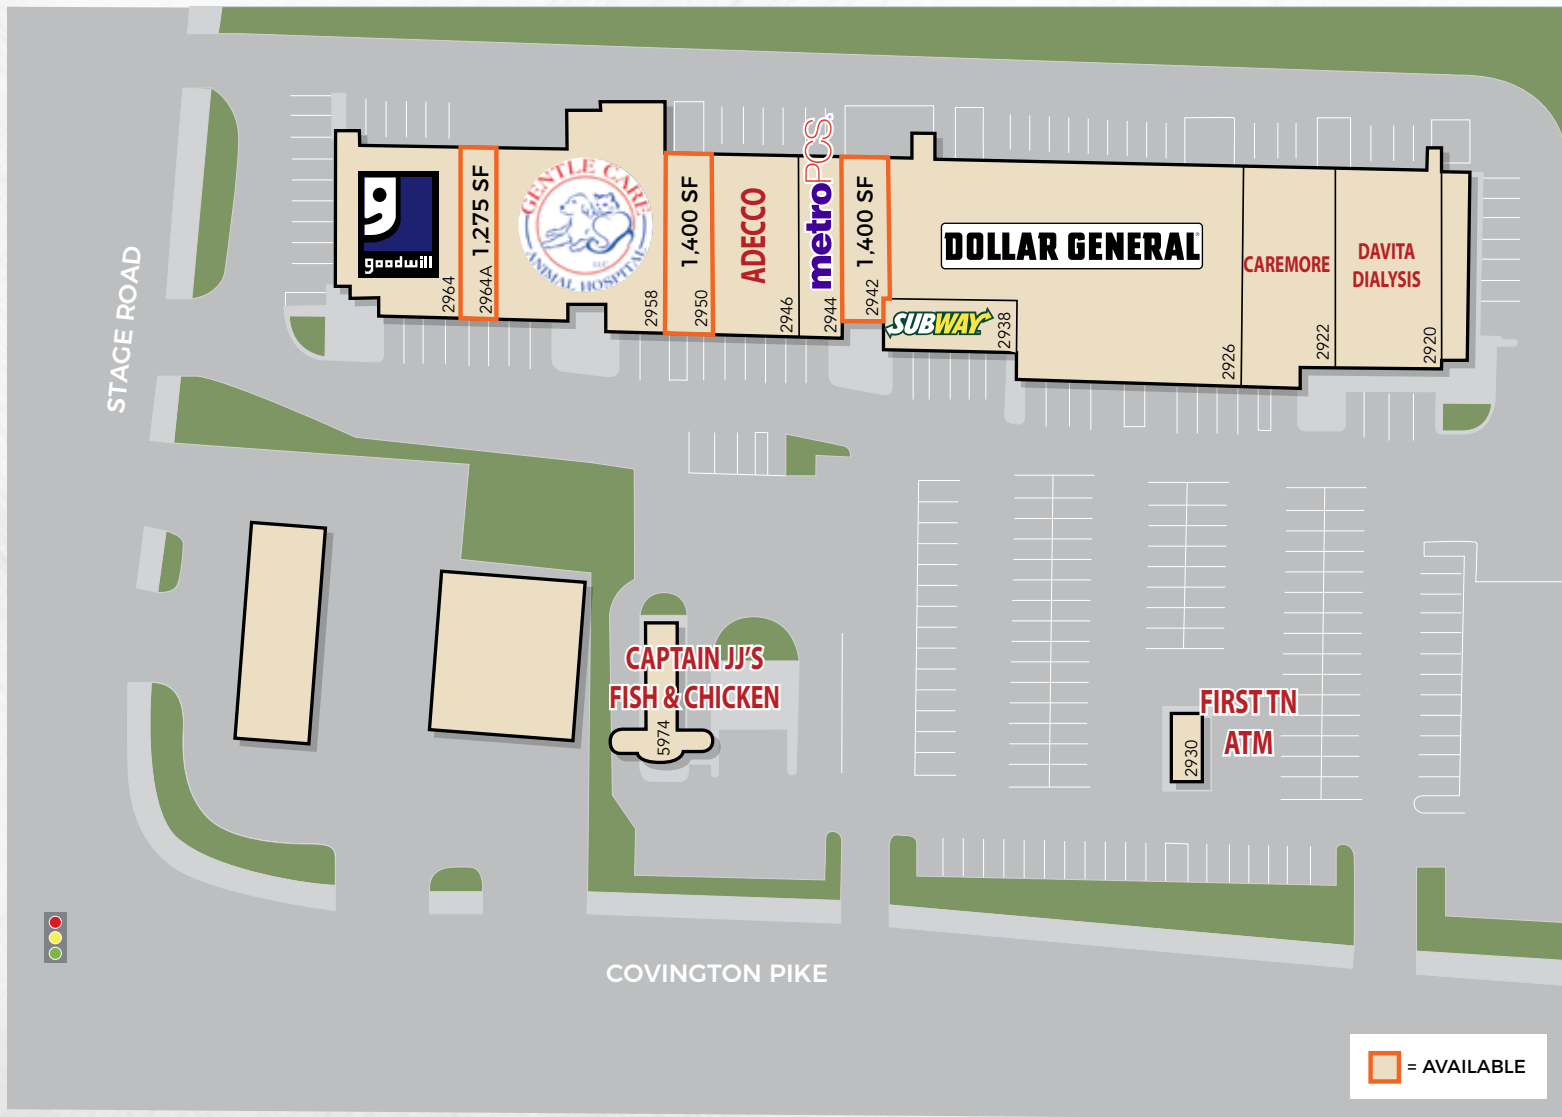 STAGE ROAD
goodwill
2964
1,275 SF
2964A
GENTLE CARE
LLC
ANIMAL HOSPITAL
2958
1,400 SF
2950
ADECCO
2946
metroPCS.
2944
1,400 SF
2942
SUBWAY
2938
DOLLAR GENERAL
2926
CAREMORE
2922
DAVITA
DIALYSIS
2920
CAPTAIN JJ'S
FISH & CHICKEN
5974
FIRST TN
ATM
2930
COVINGTON PIKE
= AVAILABLE